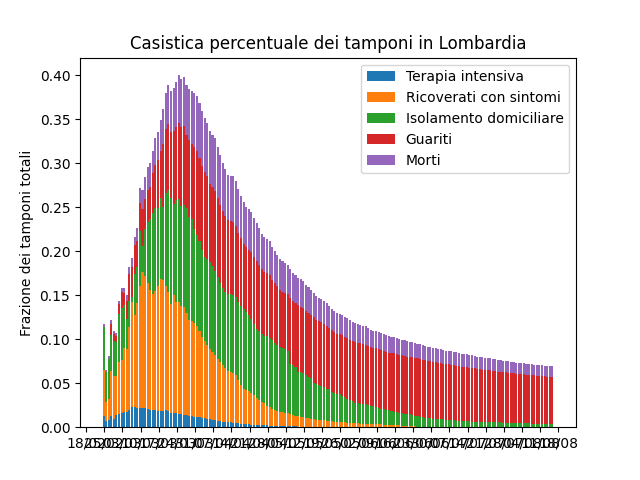 Casistica percentuale dei tamponi in Lombardia
Terapia intensiva
Ricoverati con sintomi
Isolamento domiciliare
Guariti
Morti
Frazione dei tamponi totali
0.40
0.35
0.30
0.25
0.20
0.15
0.10
0.05
0.00